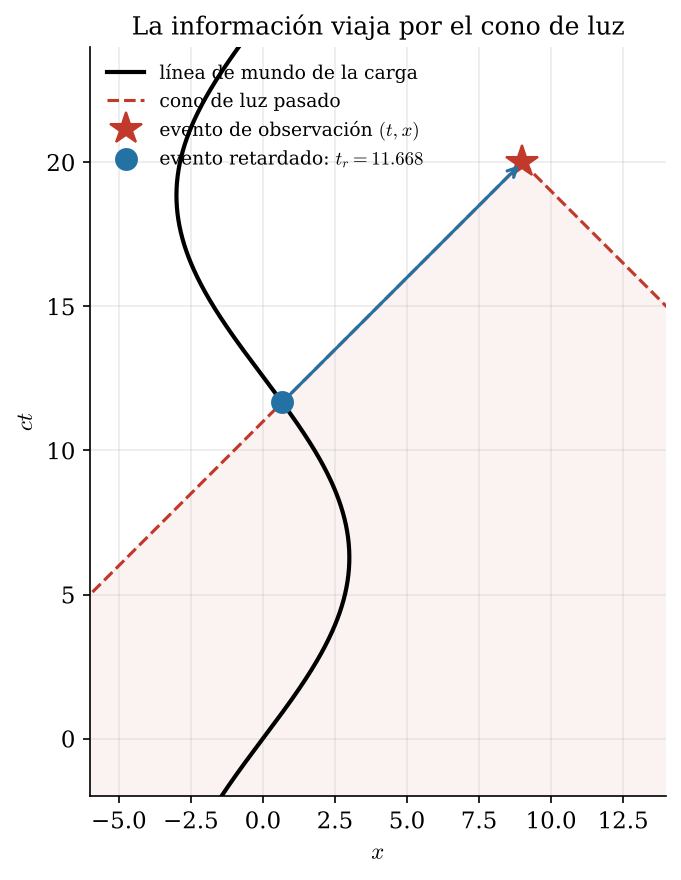 La información viaja por el cono de luz
línea de mundo de la carga
cono de luz pasado
evento de observación (t, x)
evento retardado: t_r = 11.668
20
15
10
5
0
ct
−5.0 −2.5 0.0 2.5 5.0 7.5 10.0 12.5
x